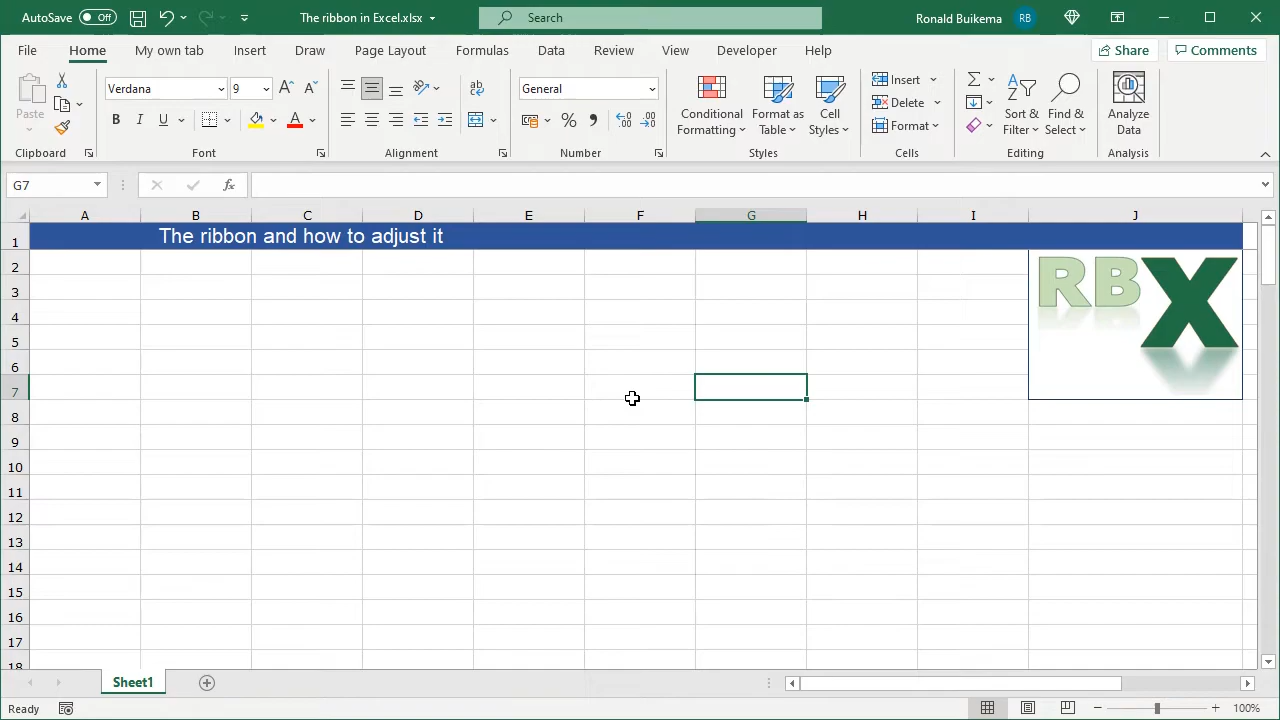 AutoSave Off The ribbon in Excel.xlsx Search Ronald Buikema RB
File Home My own tab Insert Draw Page Layout Formulas Data Review View Developer Help Share Comments
Verdana 9 General Insert
Paste Conditional Format as Cell Delete Sort & Find & Analyze
B I U A % Formatting Table Styles Format Filter Select Data
Clipboard Font Alignment Number Styles Cells Editing Analysis
G7 fx
A B C D E F G H I J
1 The ribbon and how to adjust it
2 RBX
3
4
5
6
7
8
9
10
11
12
13
14
15
16
17
18
Sheet1
Ready 100%